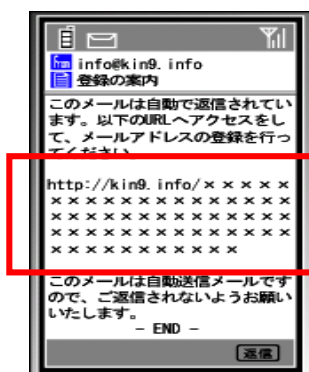 frm info@kin9.info
登録の案内
このメールは自動で返信されてい
ます。以下のURLへアクセスをし
て、メールアドレスの登録を行っ
てください。
http://kin9.info/×××××
×××××××××××××
×××××××××××××
×××××××××××××
××××××××××
このメールは自動送信メールです
ので、ご返信されないようお願い
いたします。
− END −
返信